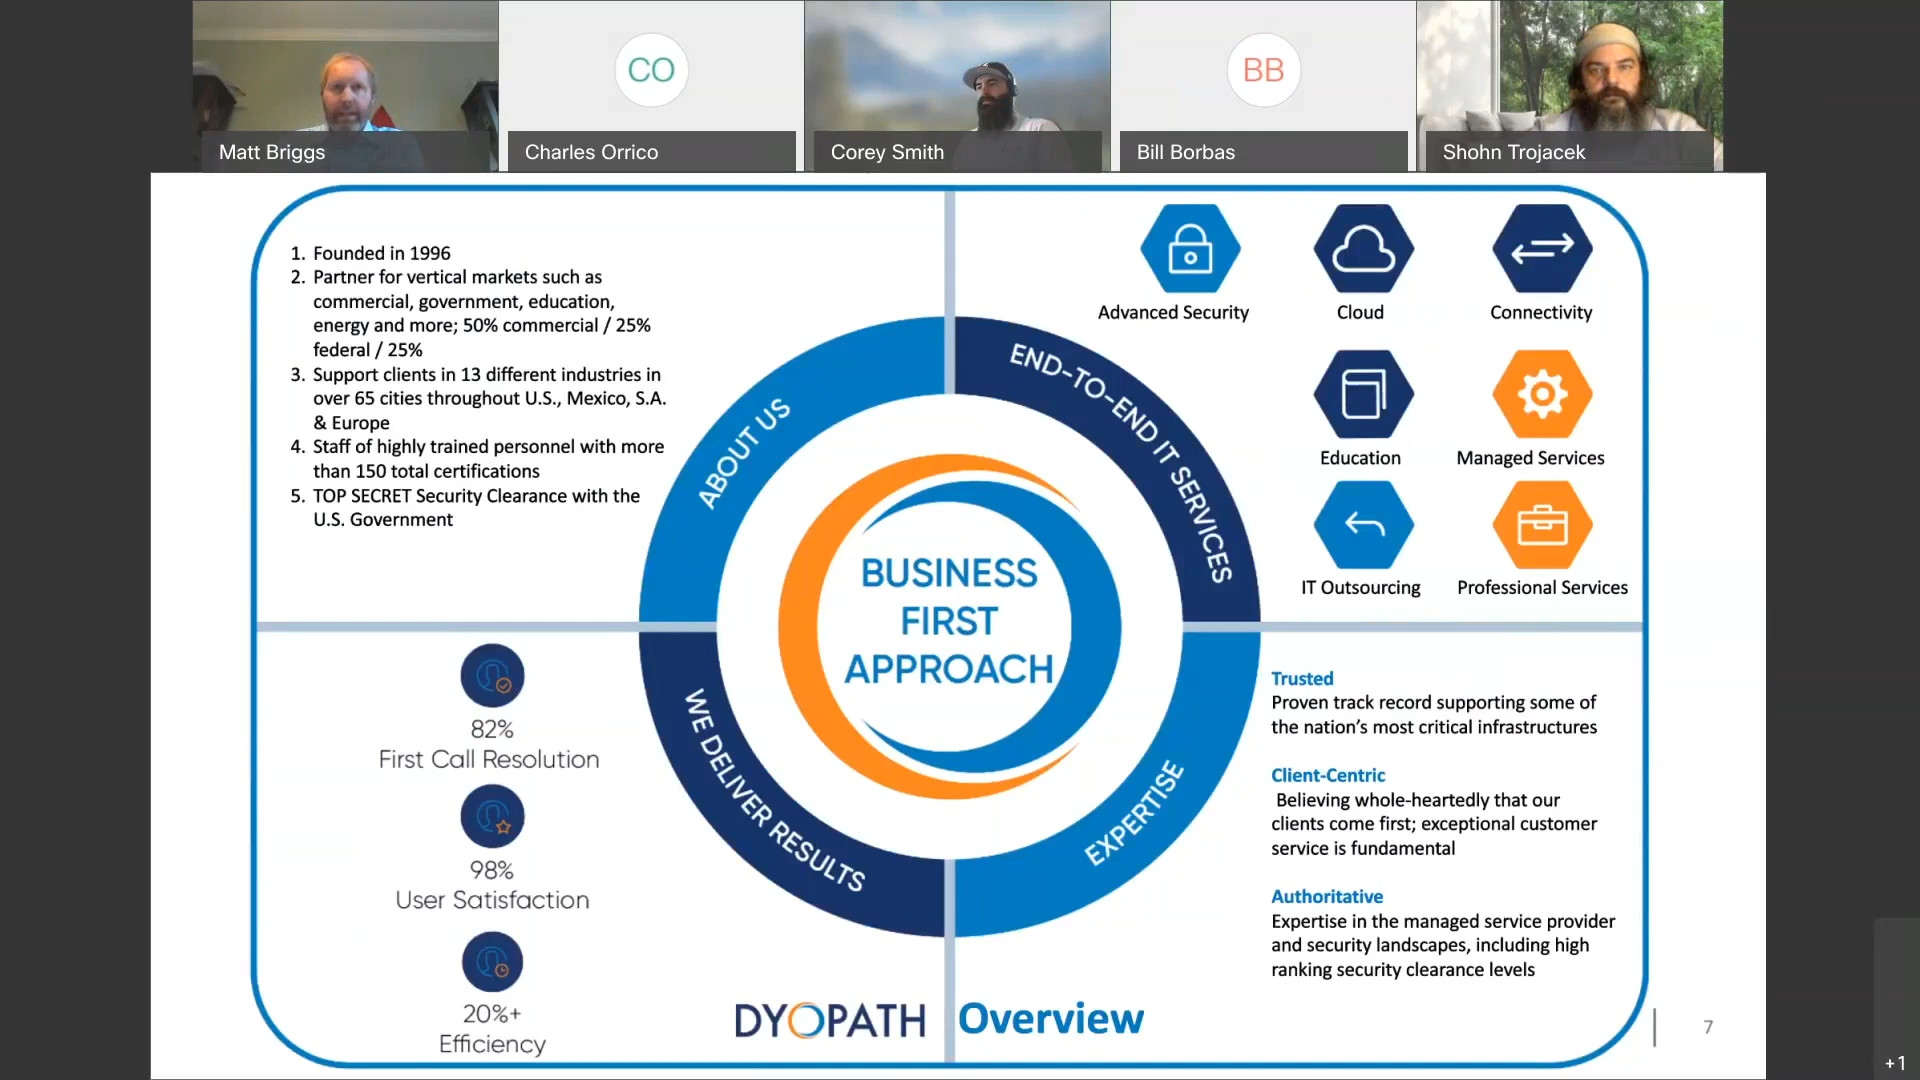 Matt Briggs
CO
Charles Orrico
Corey Smith
BB
Bill Borbas
Shohn Trojacek
1. Founded in 1996
2. Partner for vertical markets such as
commercial, government, education,
energy and more; 50% commercial / 25%
federal / 25%
3. Support clients in 13 different industries in
over 65 cities throughout U.S., Mexico, S.A.
& Europe
4. Staff of highly trained personnel with more
than 150 total certifications
5. TOP SECRET Security Clearance with the
U.S. Government
ABOUT US
END-TO-END IT SERVICES
Advanced Security
Cloud
Connectivity
Education
Managed Services
IT Outsourcing
Professional Services
BUSINESS
FIRST
APPROACH
WE DELIVER RESULTS
82%
First Call Resolution
98%
User Satisfaction
20%+
Efficiency
EXPERTISE
Trusted
Proven track record supporting some of
the nation's most critical infrastructures
Client-Centric
Believing whole-heartedly that our
clients come first; exceptional customer
service is fundamental
Authoritative
Expertise in the managed service provider
and security landscapes, including high
ranking security clearance levels
DYOPATH Overview
7
+1